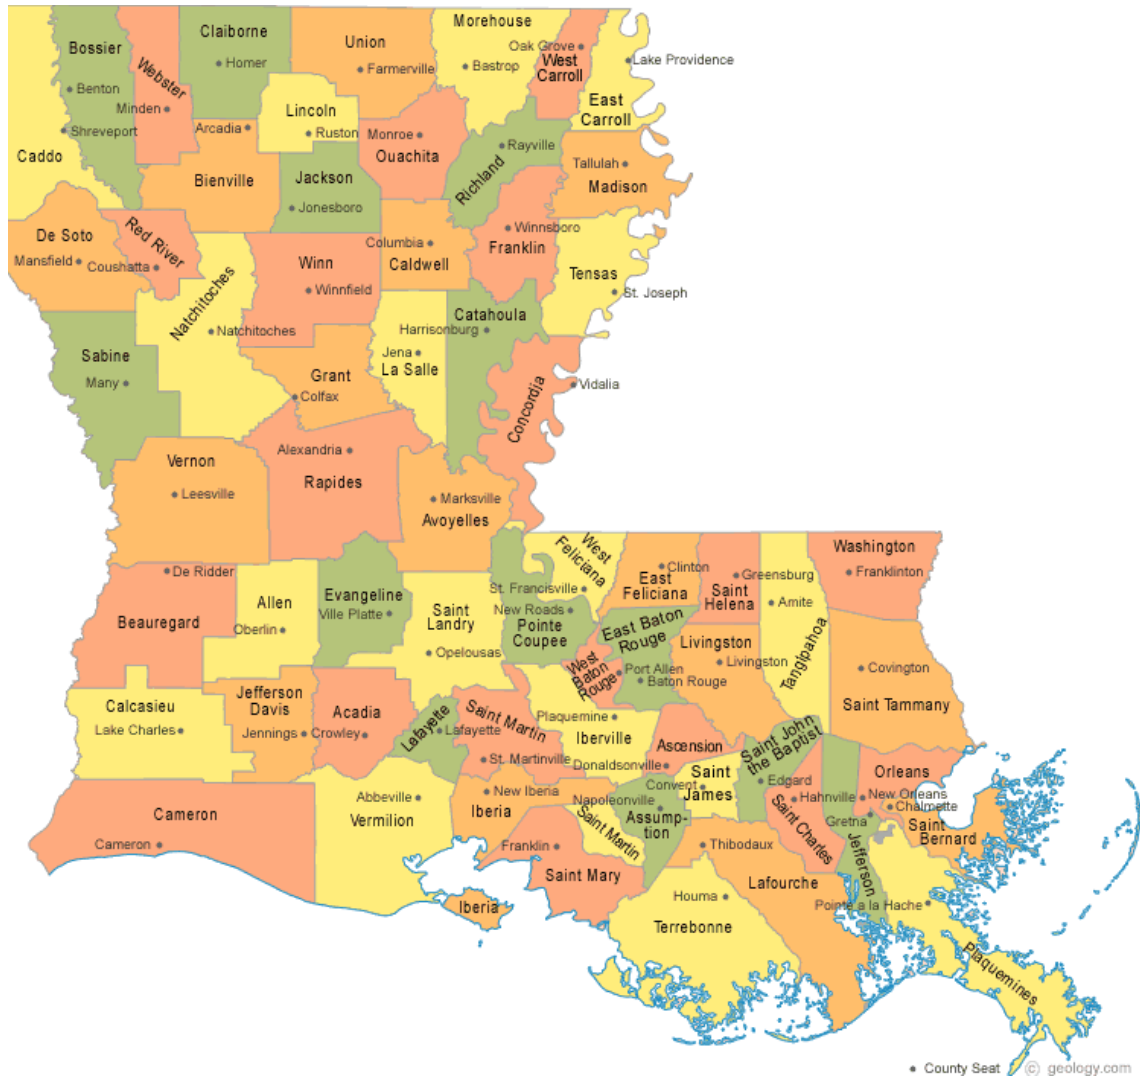 Morehouse
Claiborne
Union
Bossier
Oak Grove
West
Carroll
Lake Providence
Homer
Farmerville
Bastrop
Webster
Benton
East
Carroll
Minden
Lincoln
Shreveport
Arcadia
Ruston
Monroe
Ouachita
Rayville
Caddo
Richland
Tallulah
Madison
Bienville
Jackson
Jonesboro
De Soto
Red River
Winnsboro
Franklin
Columbia
Caldwell
Mansfield
Coushatta
Winn
Winnfield
Tensas
St. Joseph
Natchitoches
Natchitoches
Catahoula
Harrisonburg
Sabine
Many
Jena
La Salle
Grant
Colfax
Vidalia
Concordia
Alexandria
Rapides
Vernon
Leesville
Marksville
Avoyelles
West
Feliciana
Washington
Franklinton
De Ridder
Clinton
East
Feliciana
Greensburg
Saint
Helena
St. Francisville
Evangeline
Ville Platte
Allen
Oberlin
Saint
Landry
Opelousas
New Roads
Pointe
Coupee
Amite
Beauregard
East Baton
Rouge
Livingston
Livingston
Tangipahoa
West
Baton
Rouge
Port Allen
Baton Rouge
Covington
Saint Tammany
Calcasieu
Lake Charles
Jefferson
Davis
Jennings
Acadia
Crowley
Lafayette
Lafayette
Saint Martin
St. Martinville
Plaquemine
Iberville
Ascension
Donaldsonville
Saint John
the Baptist
Edgard
Convent
Saint
James
Orleans
New Orleans
Chalmette
Hahnville
Saint Charles
Gretna
Saint
Bernard
Cameron
Cameron
Abbeville
Vermilion
New Iberia
Iberia
Napoleonville
Assump-
tion
Saint Martin
Franklin
Saint Mary
Thibodaux
Lafourche
Jefferson
Houma
Terrebonne
Iberia
Pointe a la Hache
Plaquemines
County Seat
© geology.com